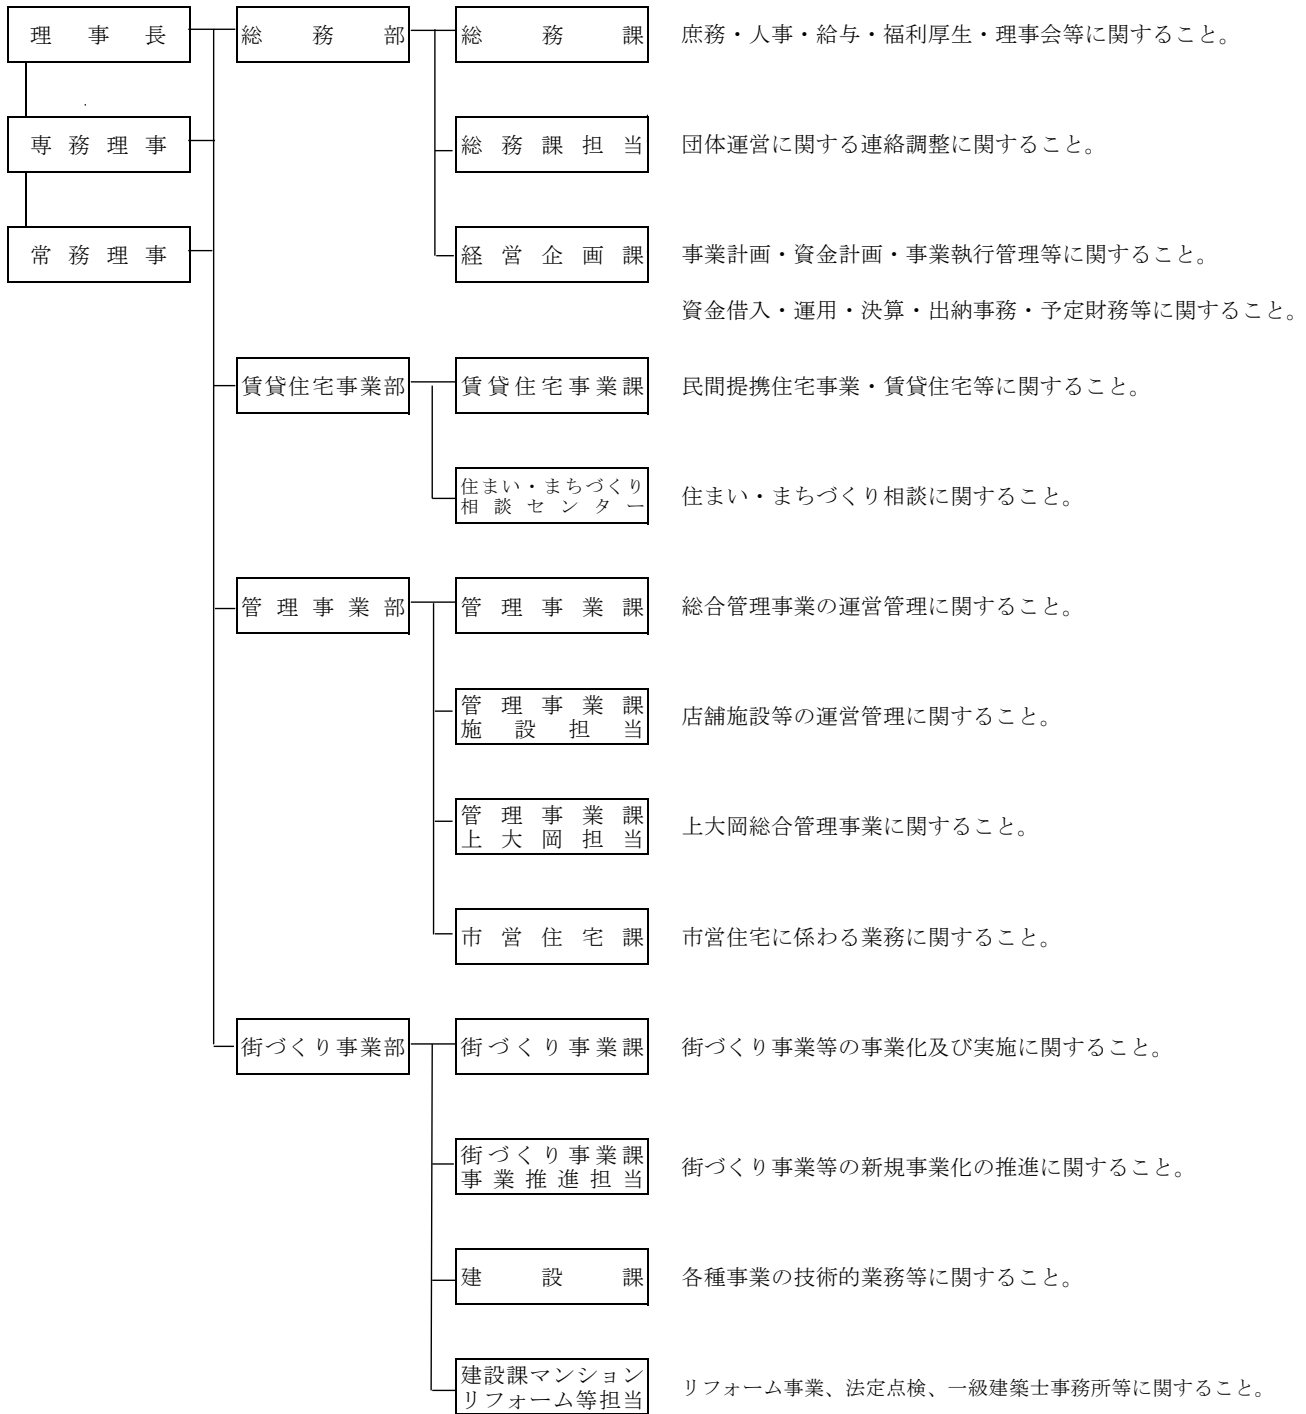 理事長
総務部
総務課
庶務・人事・給与・福利厚生・理事会等に関すること。
専務理事
総務課担当
団体運営に関する連絡調整に関すること。
常務理事
経営企画課
事業計画・資金計画・事業執行管理等に関すること。
資金借入・運用・決算・出納事務・予定財務等に関すること。
賃貸住宅事業部
賃貸住宅事業課
民間提携住宅事業・賃貸住宅等に関すること。
住まい・まちづくり
相談センター
住まい・まちづくり相談に関すること。
管理事業部
管理事業課
総合管理事業の運営管理に関すること。
管理事業課
施設担当
店舗施設等の運営管理に関すること。
管理事業課
上大岡担当
上大岡総合管理事業に関すること。
市営住宅課
市営住宅に係わる業務に関すること。
街づくり事業部
街づくり事業課
街づくり事業等の事業化及び実施に関すること。
街づくり事業課
事業推進担当
街づくり事業等の新規事業化の推進に関すること。
建設課
各種事業の技術的業務等に関すること。
建設課マンション
リフォーム等担当
リフォーム事業、法定点検、一級建築士事務所等に関すること。